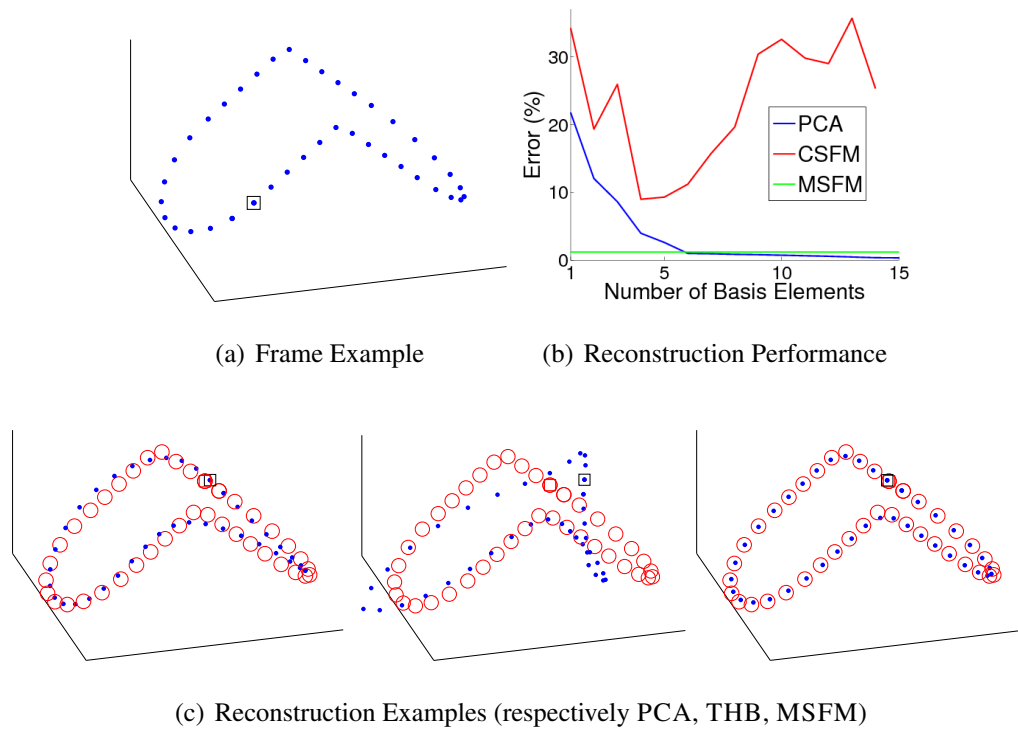 30
20
10
0
Error (%)
PCA
CSFM
MSFM
1 5 10 15
Number of Basis Elements
(a) Frame Example
(b) Reconstruction Performance
(c) Reconstruction Examples (respectively PCA, THB, MSFM)